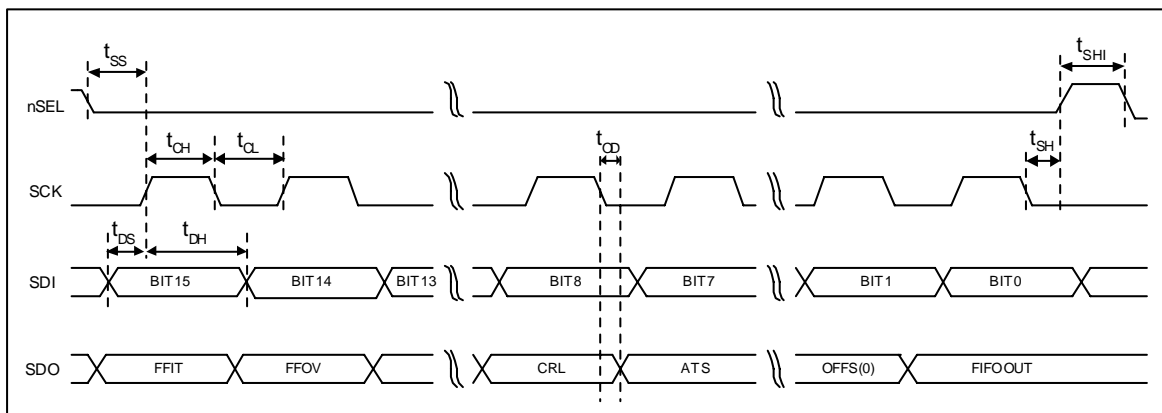 tSS
tSHI
nSEL
tCH
tCL
tOD
tSH
SCK
tDS
tDH
SDI
BIT15
BIT14
BIT13
BIT8
BIT7
BIT1
BIT0
SDO
FFIT
FFOV
CRL
ATS
OFFS(0)
FIFOOUT